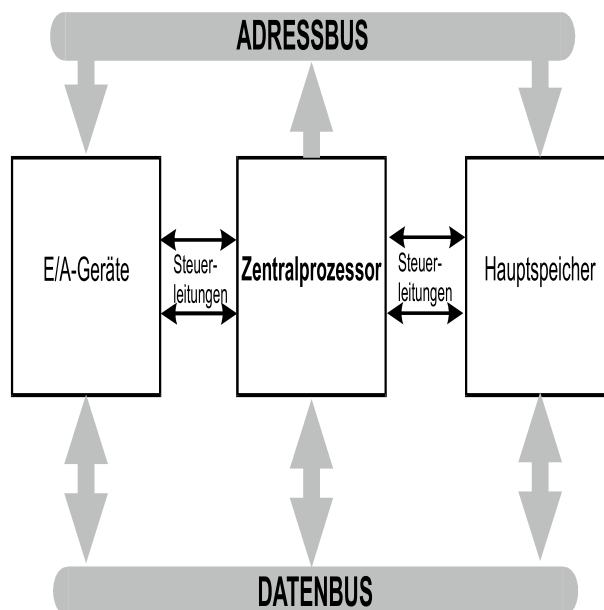 ADRESSBUS
E/A-Geräte
Steuer-
leitungen
Zentralprozessor
Steuer-
leitungen
Hauptspeicher
DATENBUS